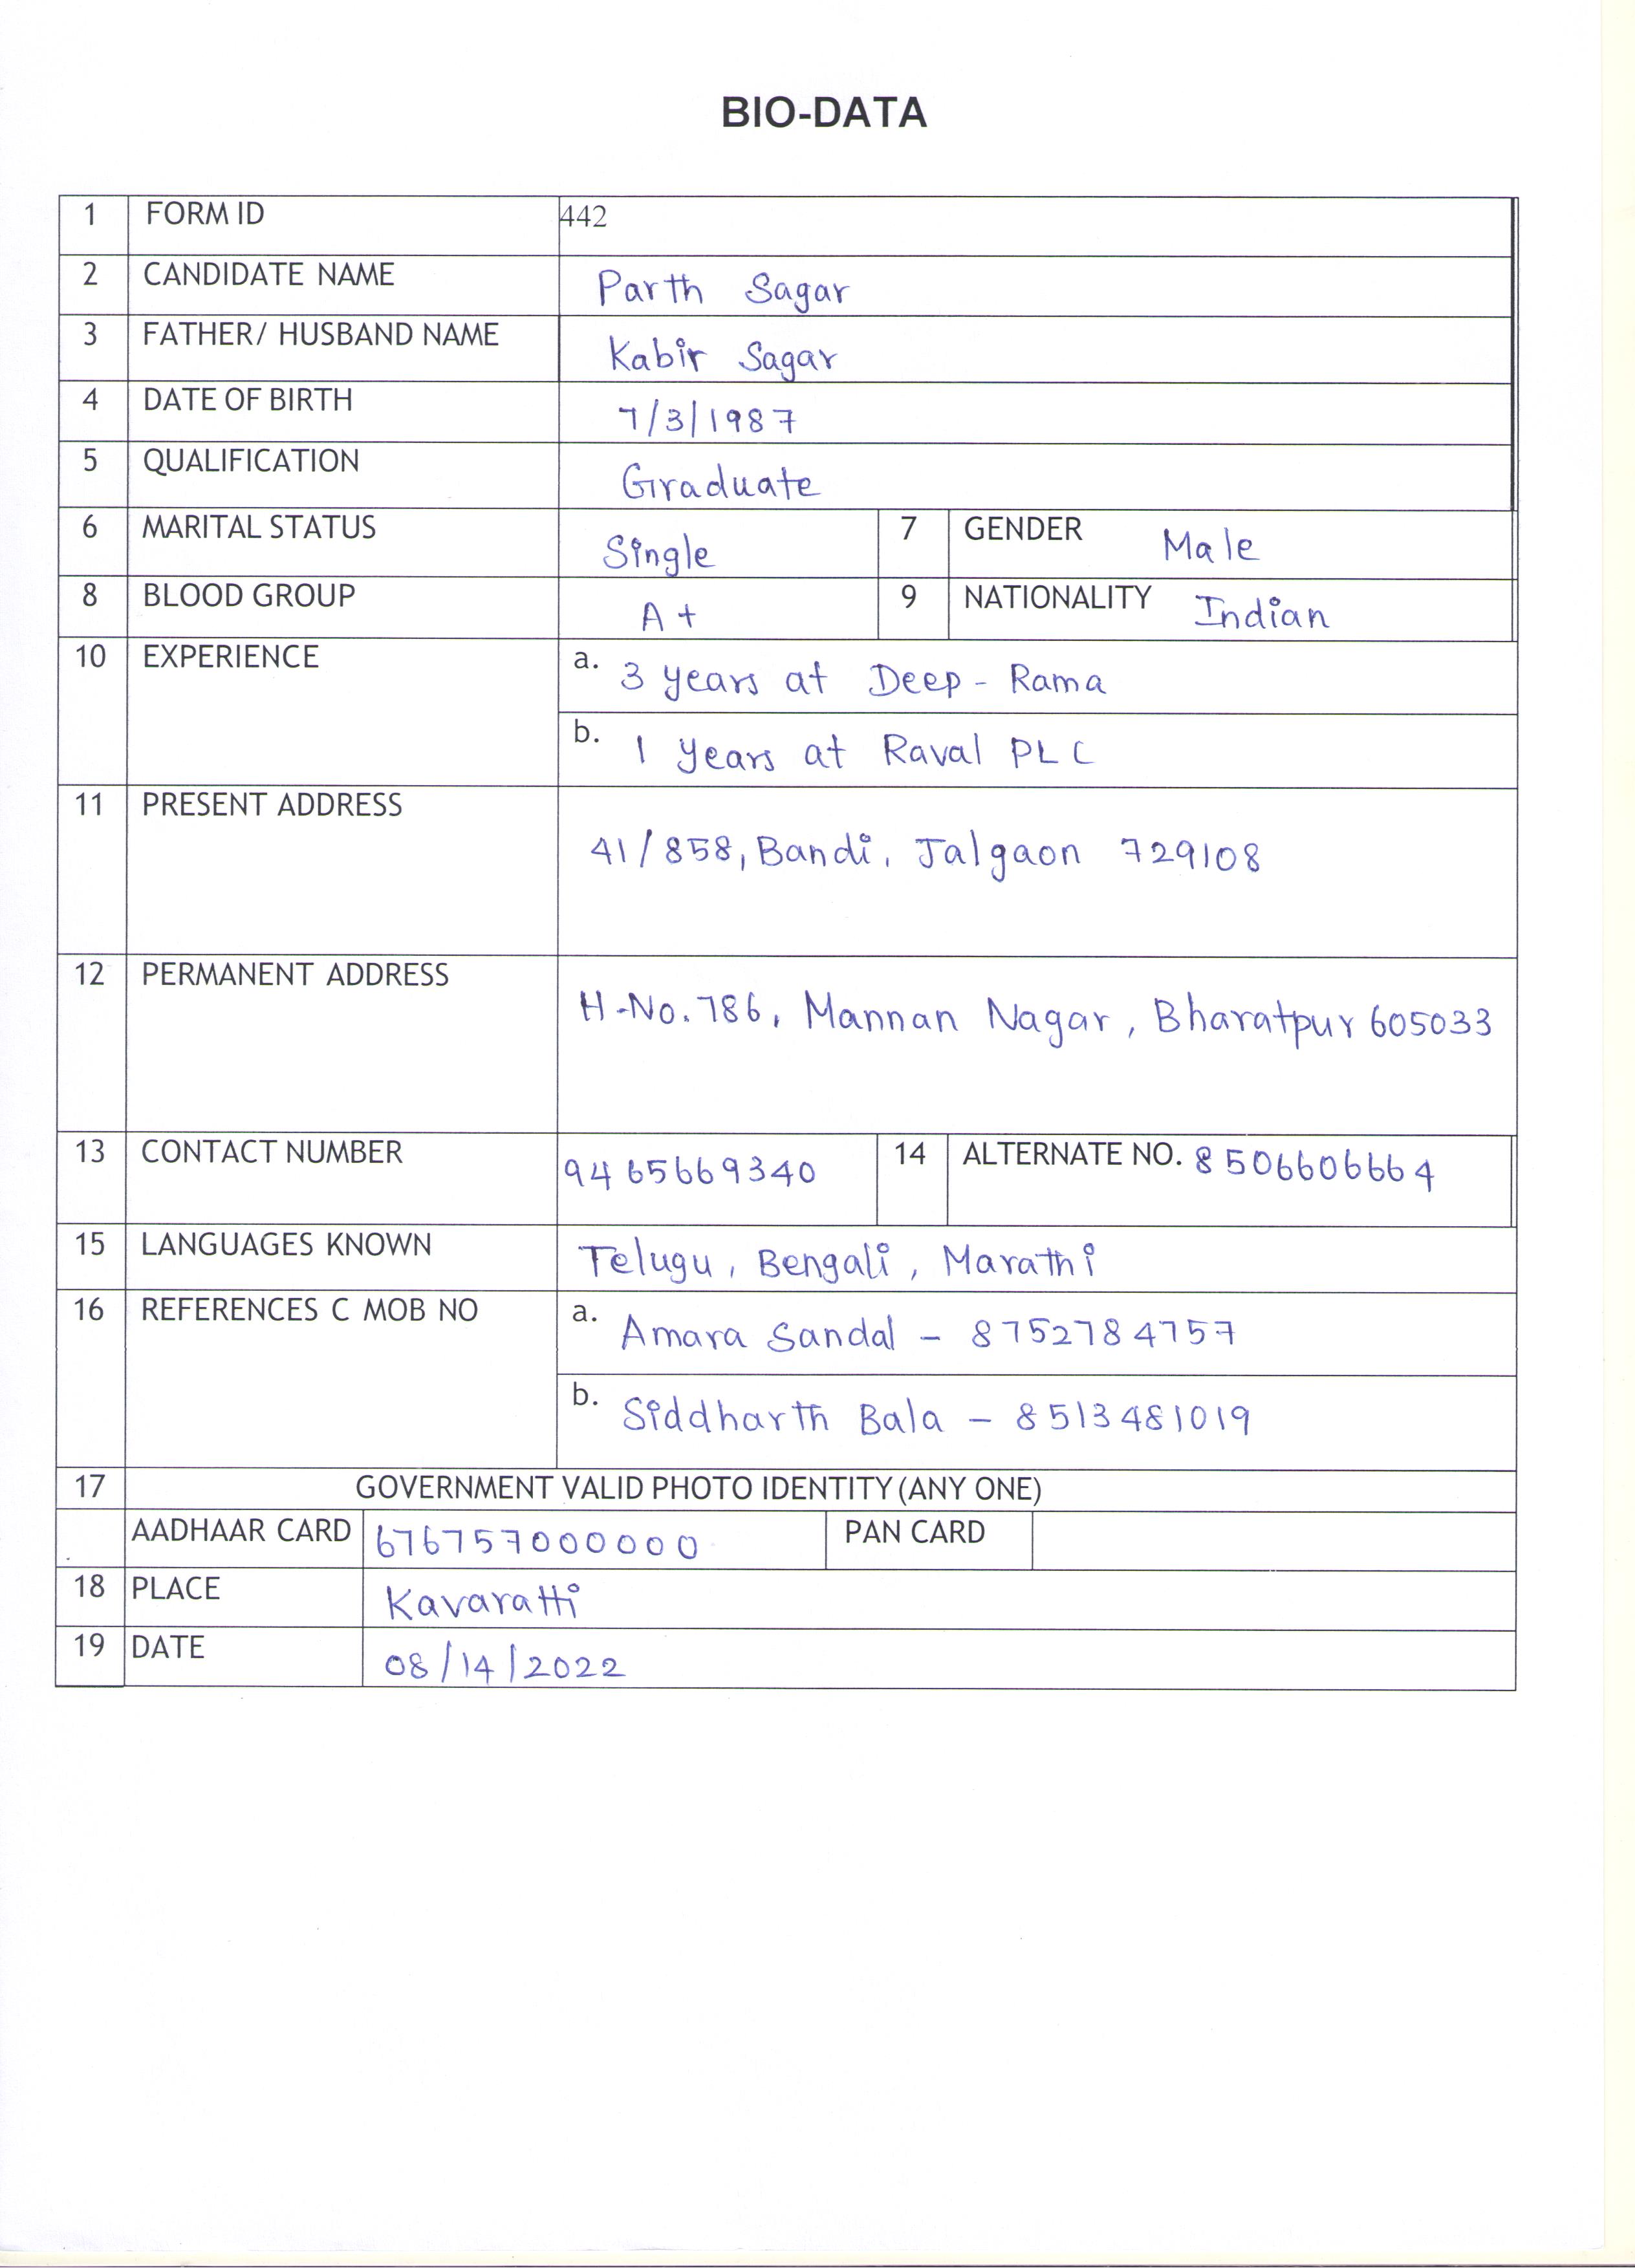 BIO-DATA
1 FORM ID 442
2 CANDIDATE NAME Parth Sagar
3 FATHER/ HUSBAND NAME Kabir Sagar
4 DATE OF BIRTH 7/3/1987
5 QUALIFICATION Graduate
6 MARITAL STATUS Single 7 GENDER Male
8 BLOOD GROUP A+ 9 NATIONALITY Indian
10 EXPERIENCE a. 3 years at Deep-Rama
b. 1 years at Raval PLC
11 PRESENT ADDRESS
41/858, Bandi, Jalgaon 729108
12 PERMANENT ADDRESS
H.No. 786, Mannan Nagar, Bharatpur 605033
13 CONTACT NUMBER 9465669340 14 ALTERNATE NO. 8506606664
15 LANGUAGES KNOWN Telugu, Bengali, Marathi
16 REFERENCES C MOB NO a. Amara Sandal - 8752784757
b. Siddharth Bala - 8513481019
17 GOVERNMENT VALID PHOTO IDENTITY (ANY ONE)
AADHAAR CARD 676757000000 PAN CARD
18 PLACE Kavaratti
19 DATE 08/14/2022